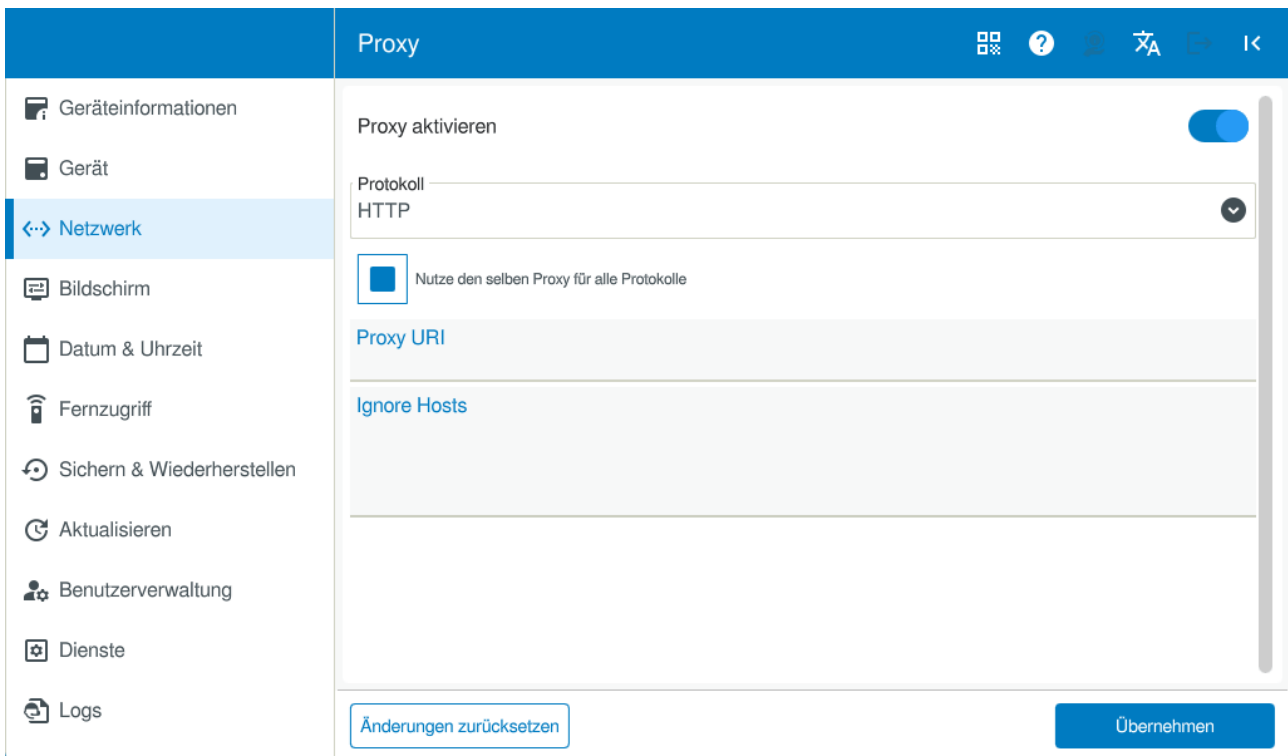 Proxy
Geräteinformationen
Gerät
Netzwerk
Bildschirm
Datum & Uhrzeit
Fernzugriff
Sichern & Wiederherstellen
Aktualisieren
Benutzerverwaltung
Dienste
Logs
Proxy aktivieren
Protokoll
HTTP
Nutze den selben Proxy für alle Protokolle
Proxy URI
Ignore Hosts
Änderungen zurücksetzen
Übernehmen